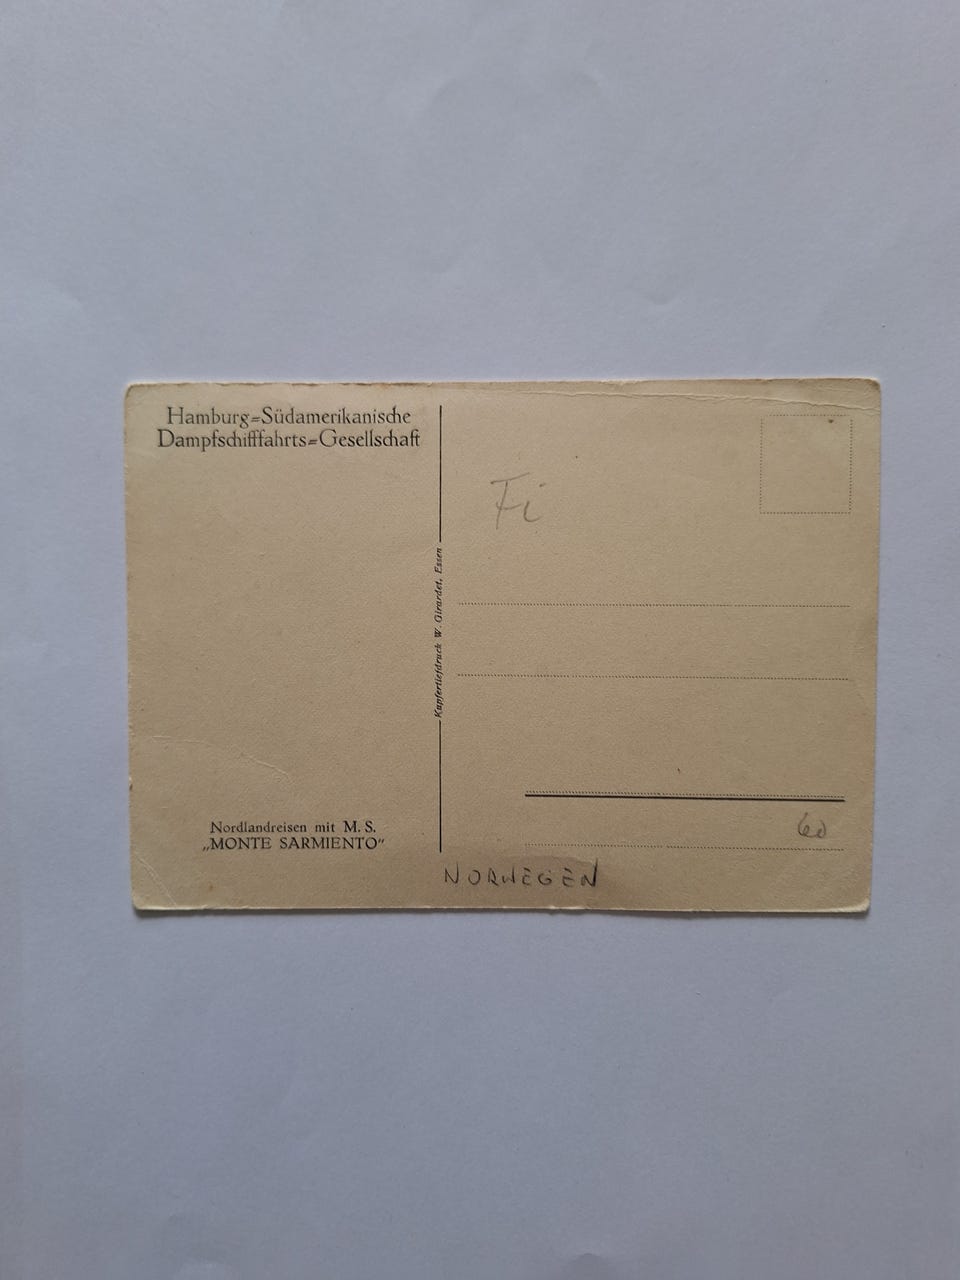 Hamburg=Südamerikanische
Dampfschifffahrts=Gesellschaft
Fi
Kupfertiefdruck W. Girardet, Essen
Nordlandreisen mit M. S.
„MONTE SARMIENTO”
60
NORWEGEN